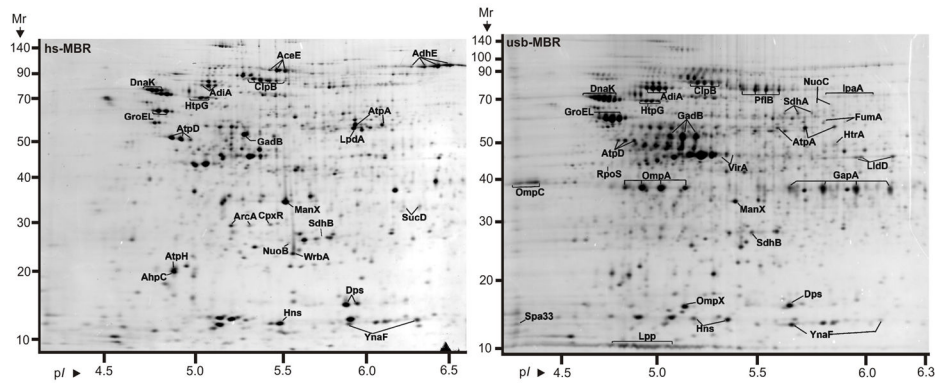 Mr
hs-MBR
140
90
70
50
40
30
20
10
AceE
AdhE
DnaK
AdiA
ClpB
HtpG
GroEL
AtpD
GadB
AtpA
LpdA
ManX
ArcA CpxR
SdhB
SucD
NuoB
WrbA
AtpH
AhpC
Dps
Hns
YnaF
pI 4.5 5.0 5.5 6.0 6.5
Mr
usb-MBR
140
100
90
70
50
40
30
20
10
DnaK
AdiA
ClpB
NuoC
IpaA
PflB
SdhA
HtpG
GroEL
GadB
FumA
HtrA
AtpA
AtpD
VirA
LldD
RpoS
OmpA
GapA
OmpC
ManX
SdhB
OmpX
Dps
Spa33
Hns
YnaF
Lpp
pI 4.5 5.0 5.5 6.0 6.3